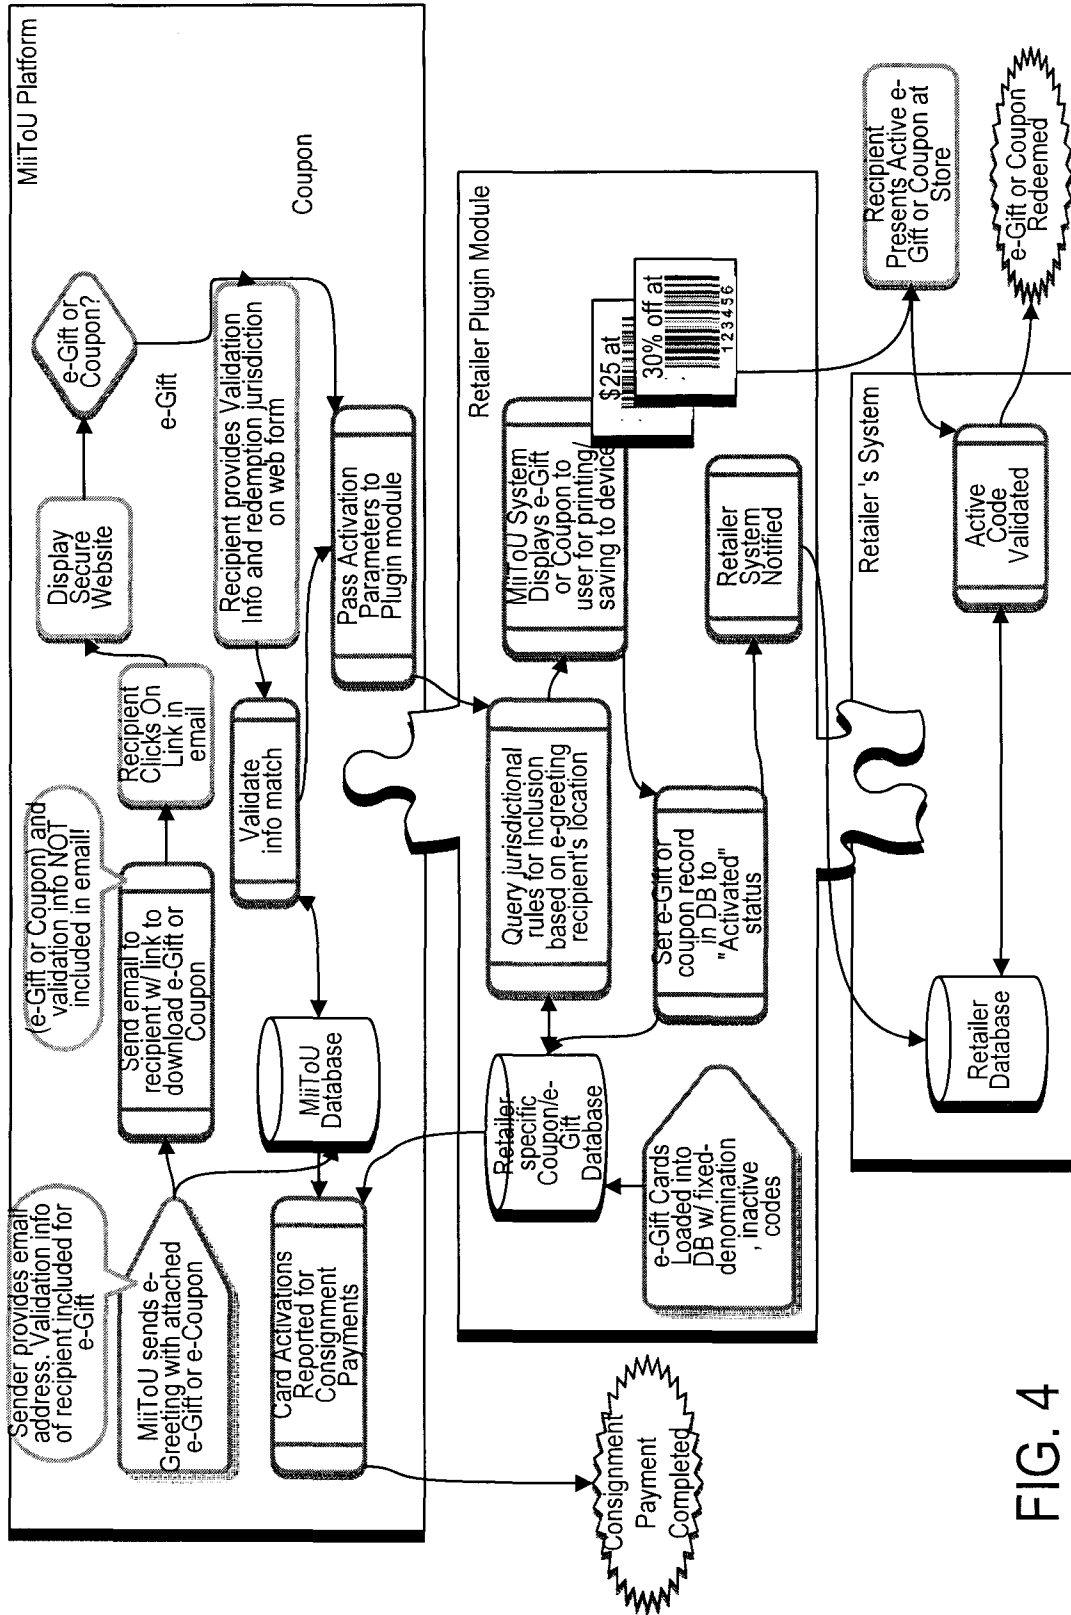 MiiToU Platform
Sender provides email
address. Validation info
of recipient included for
e-Gift
MiiToU sends e-
Greeting with attached
e-Gift or e-Coupon
(e-Gift or Coupon) and
validation info NOT
included in email!
Send email to
recipient w/ link to
download e-Gift or
Coupon
Recipient
Clicks On
Link in
email
Display
Secure
Website
e-Gift or
Coupon?
e-Gift
Coupon
Recipient provides Validation
Info and redemption jurisdiction
on web form
Validate
info match
MiiToU
Database
Pass Activation
Parameters to
Plugin module
Card Activations
Reported for
Consignment
Payments
Consignment
Payment
Completed
Retailer Plugin Module
Query jurisdictional
rules for Inclusion
based on e-greeting
recipient's location
MiiToU System
Displays e-Gift
or Coupon to
user for printing/
saving to device
$25 at
30% off at
123456
Retailer-
specific
Coupon/e-
Gift
Database
e-Gift Cards
Loaded into
DB w/ fixed-
denomination
, inactive
codes
Set e-Gift or
coupon record
in DB to
"Activated"
status
Retailer
System
Notified
Retailer 's System
Retailer
Database
Active
Code
Validated
Recipient
Presents Active e-
Gift or Coupon at
Store
e-Gift or Coupon
Redeemed
FIG. 4